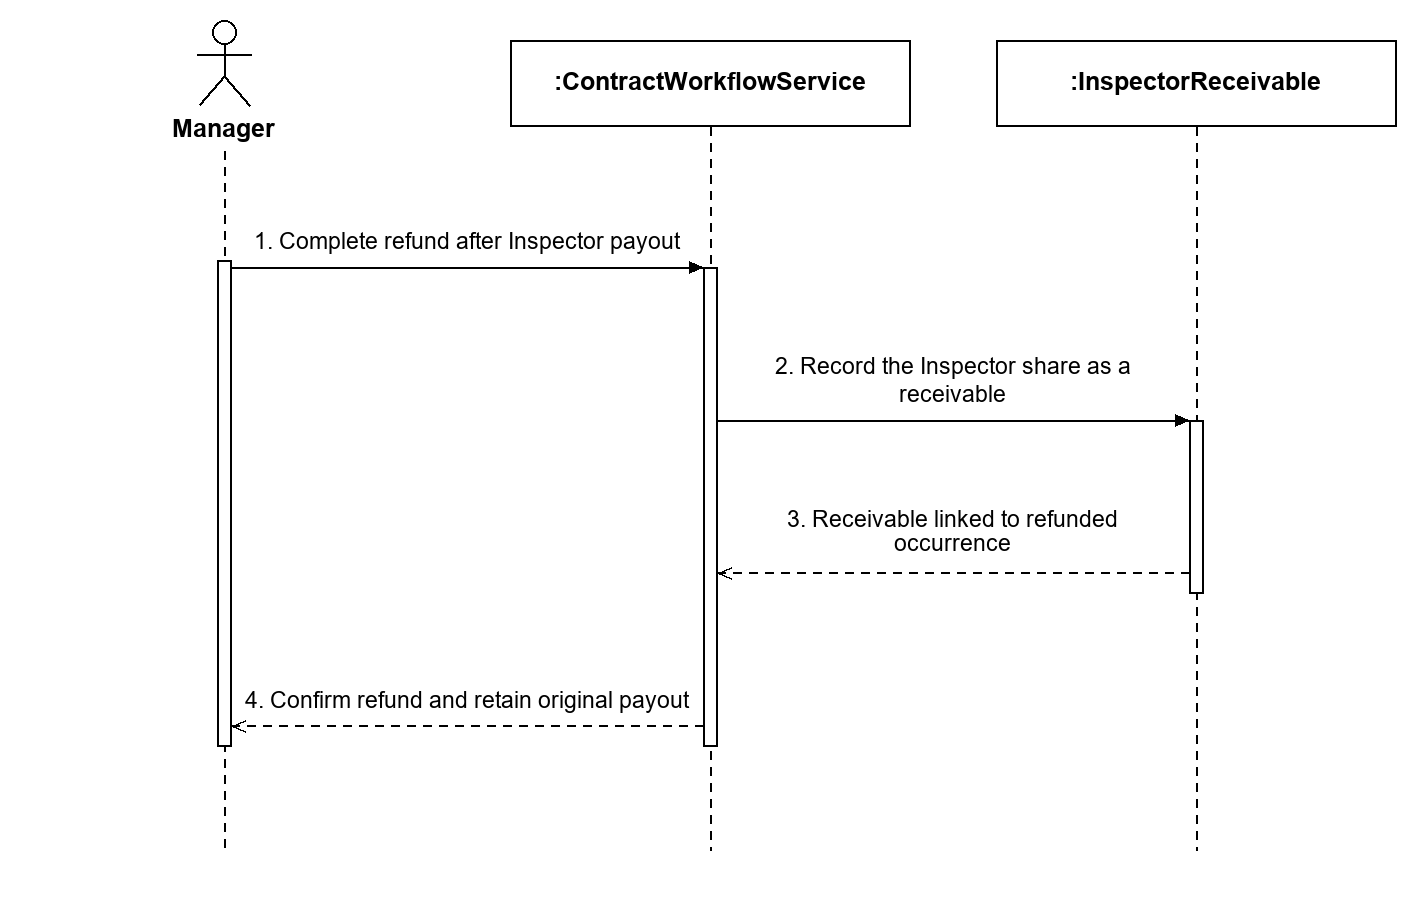 Manager
:ContractWorkflowService
:InspectorReceivable
1. Complete refund after Inspector payout
2. Record the Inspector share as a
receivable
3. Receivable linked to refunded
occurrence
4. Confirm refund and retain original payout